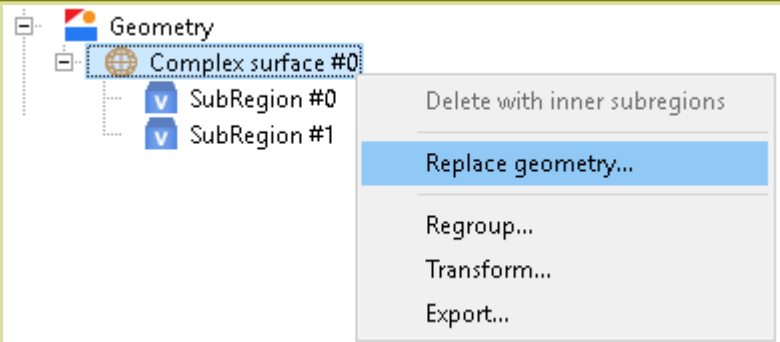 Geometry
Complex surface #0
SubRegion #0
SubRegion #1
Delete with inner subregions
Replace geometry...
Regroup...
Transform...
Export...